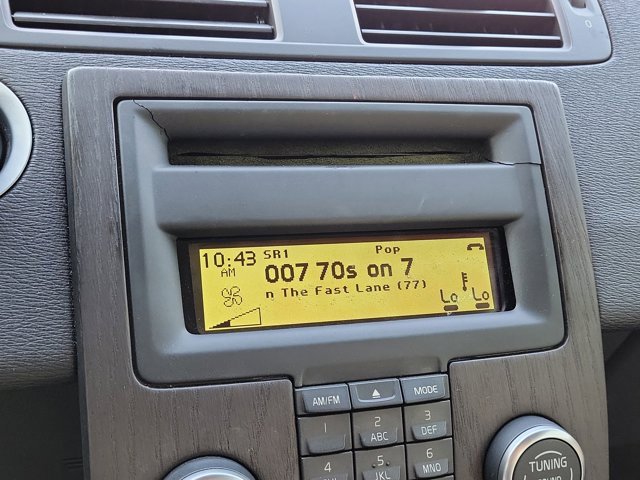 10:43 SR1 Pop
AM
007 70s on 7
n The Fast Lane (77)
Lo Lo
AM/FM MODE
1 2 ABC 3 DEF
4 5 JKL 6 MNO
TUNING